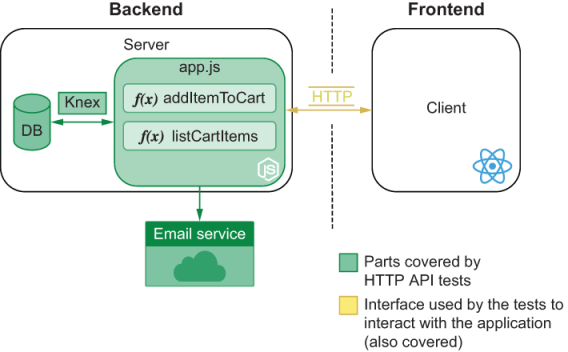 Backend
Frontend
Server
app.js
f(x) addItemToCart
f(x) listCartItems
Knex
DB
JS
HTTP
Client
Email service
Parts covered by
HTTP API tests
Interface used by the tests to
interact with the application
(also covered)